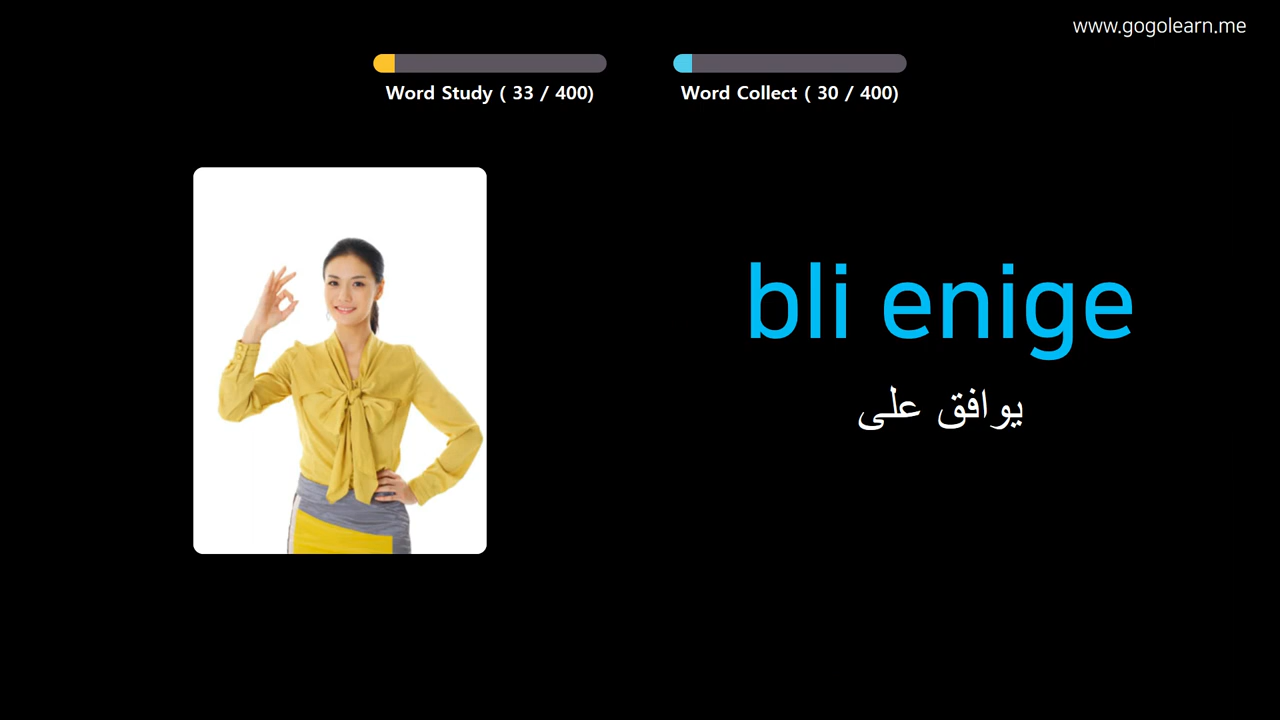 www.gogolearn.me
Word Study ( 33 / 400)
Word Collect ( 30 / 400)
bli enige
يوافق على